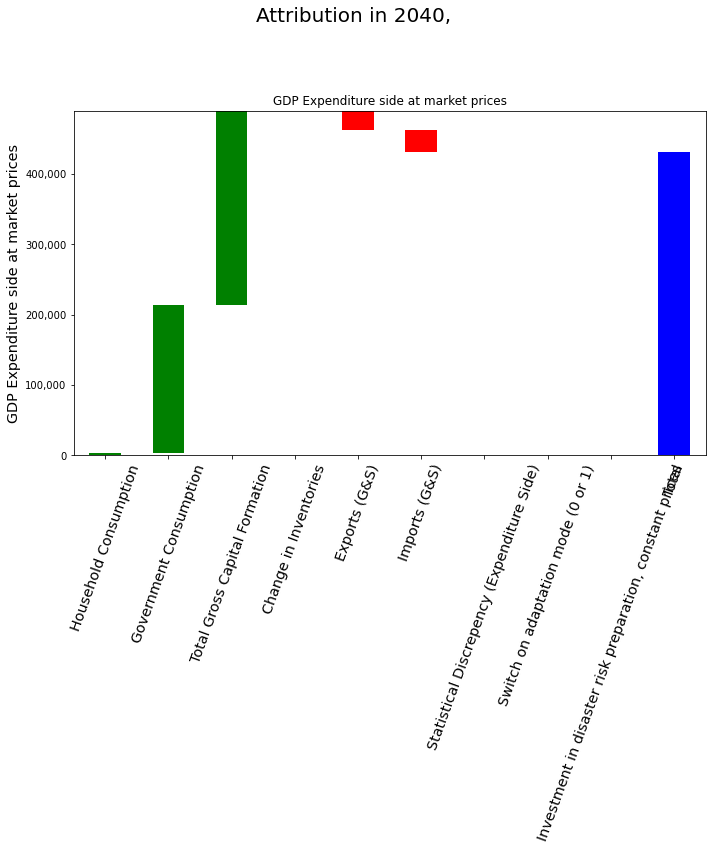 Attribution in 2040,
GDP Expenditure side at market prices
GDP Expenditure side at market prices
400,000
300,000
200,000
100,000
0
Household Consumption
Government Consumption
Total Gross Capital Formation
Change in Inventories
Exports (G&S)
Imports (G&S)
Statistical Discrepency (Expenditure Side)
Switch on adaptation mode (0 or 1)
Investment in disaster risk preparation, constant prices
Total